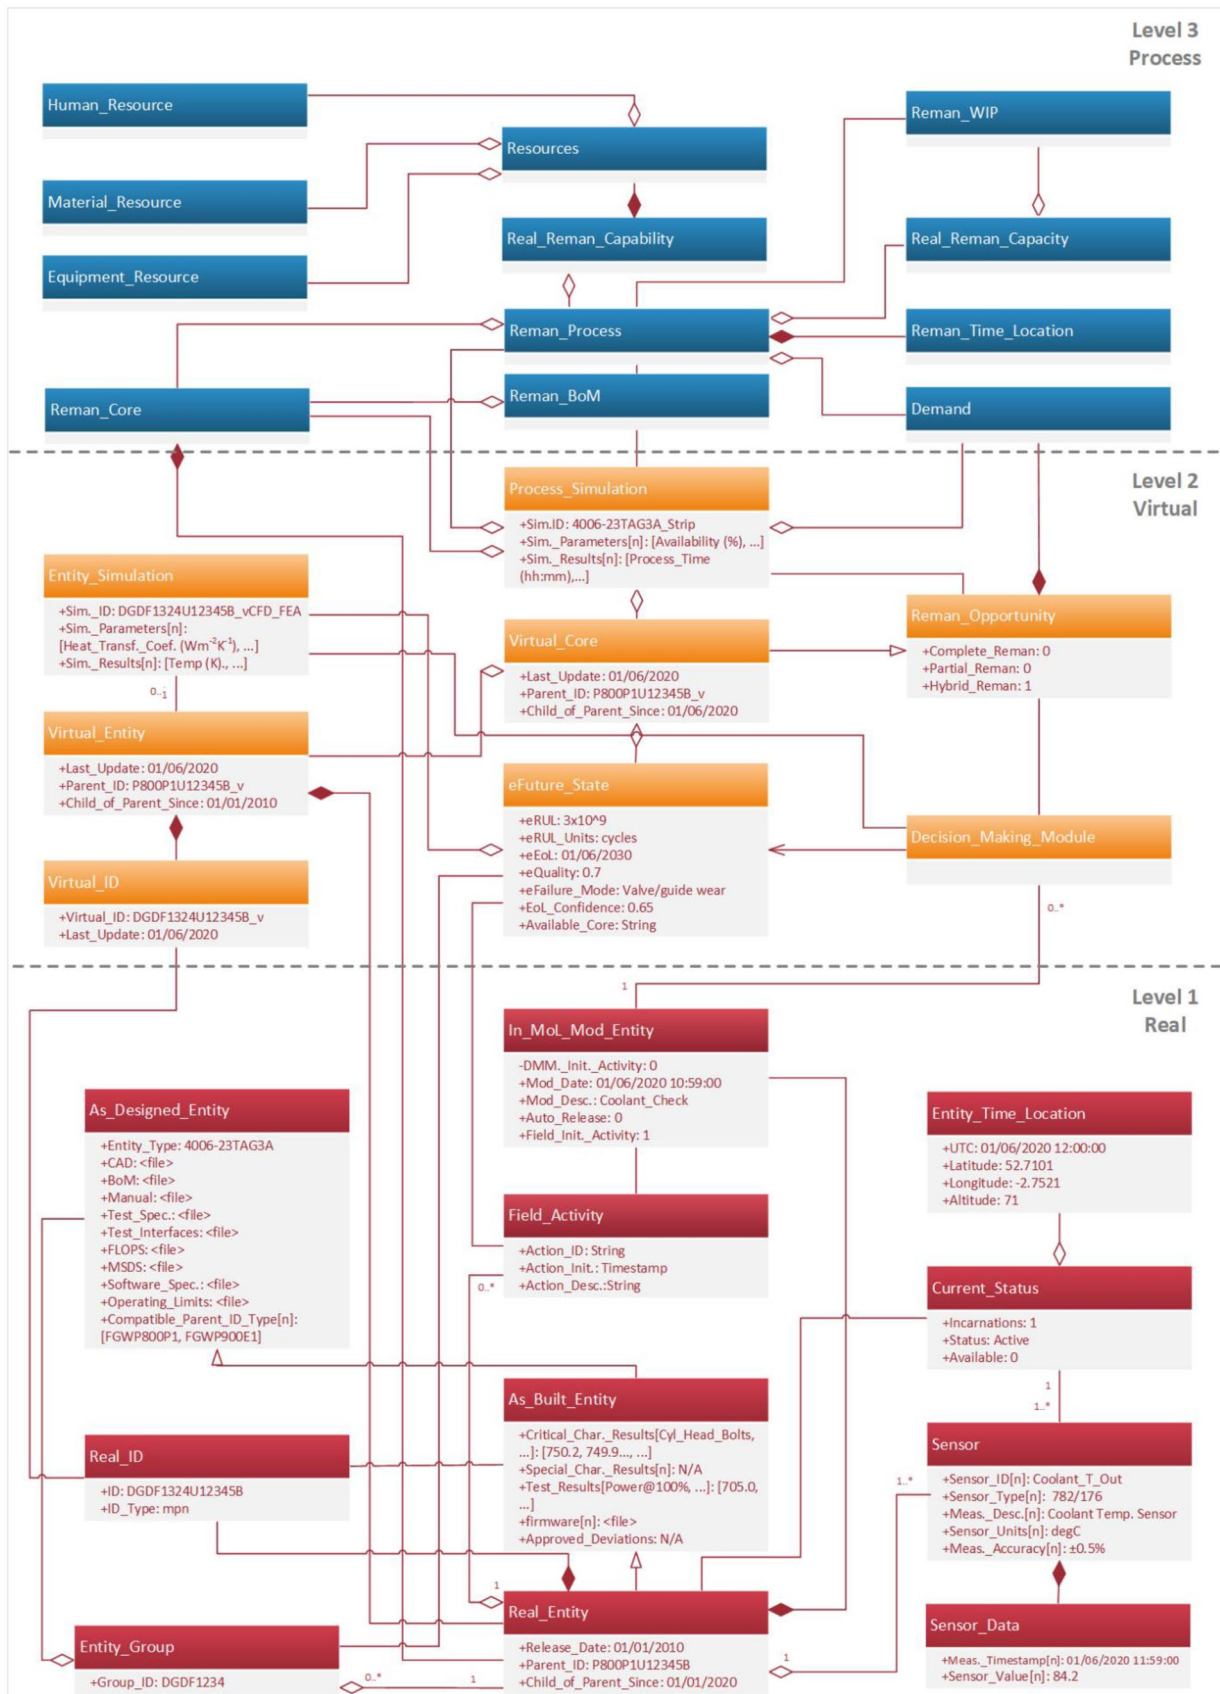 Level 3
Process
Human_Resource
Reman_WIP
Resources
Material_Resource
Real_Reman_Capability
Real_Reman_Capacity
Equipment_Resource
Reman_Process
Reman_Time_Location
Reman_Core
Reman_BoM
Demand
Level 2
Virtual
Process_Simulation
+Sim.ID: 4006-23TAG3A_Strip
+Sim._Parameters[n]: [Availability (%), ...]
+Sim._Results[n]: [Process_Time
(hh:mm),...]
Entity_Simulation
+Sim._ID: DGDF1324U12345B_vCFD_FEA
+Sim._Parameters[n]:
[Heat_Transf._Coef. (Wm⁻²K⁻¹), ...]
+Sim._Results[n]: [Temp (K)., ...]
0..
1
Reman_Opportunity
+Complete_Reman: 0
+Partial_Reman: 0
+Hybrid_Reman: 1
Virtual_Core
+Last_Update: 01/06/2020
+Parent_ID: P800P1U12345B_v
+Child_of_Parent_Since: 01/06/2020
Virtual_Entity
+Last_Update: 01/06/2020
+Parent_ID: P800P1U12345B_v
+Child_of_Parent_Since: 01/01/2010
eFuture_State
+eRUL: 3x10^9
+eRUL_Units: cycles
+eEoL: 01/06/2030
+eQuality: 0.7
+eFailure_Mode: Valve/guide wear
+EoL_Confidence: 0.65
+Available_Core: String
Decision_Making_Module
0..*
Virtual_ID
+Virtual_ID: DGDF1324U12345B_v
+Last_Update: 01/06/2020
Level 1
Real
1
In_MoL_Mod_Entity
-DMM._Init._Activity: 0
+Mod_Date: 01/06/2020 10:59:00
+Mod_Desc.: Coolant_Check
+Auto_Release: 0
+Field_Init._Activity: 1
As_Designed_Entity
+Entity_Type: 4006-23TAG3A
+CAD: <file>
+BoM: <file>
+Manual: <file>
+Test_Spec.: <file>
+Test_Interfaces: <file>
+FLOPS: <file>
+MSDS: <file>
+Software_Spec.: <file>
+Operating_Limits: <file>
+Compatible_Parent_ID_Type[n]:
[FGWP800P1, FGWP900E1]
Entity_Time_Location
+UTC: 01/06/2020 12:00:00
+Latitude: 52.7101
+Longitude: -2.7521
+Altitude: 71
Field_Activity
+Action_ID: String
+Action_Init.: Timestamp
+Action_Desc.:String
0..*
Current_Status
+Incarnations: 1
+Status: Active
+Available: 0
1
1..*
As_Built_Entity
+Critical_Char._Results[Cyl_Head_Bolts,
...]: [750.2, 749.9..., ...]
+Special_Char._Results[n]: N/A
+Test_Results[Power@100%, ...]: [705.0,
...]
+firmware[n]: <file>
+Approved_Deviations: N/A
Real_ID
+ID: DGDF1324U12345B
+ID_Type: mpn
Sensor
+Sensor_ID[n]: Coolant_T_Out
+Sensor_Type[n]: 782/176
+Meas._Desc.[n]: Coolant Temp. Sensor
+Sensor_Units[n]: degC
+Meas._Accuracy[n]: ±0.5%
1..*
1
Real_Entity
+Release_Date: 01/01/2010
+Parent_ID: P800P1U12345B
+Child_of_Parent_Since: 01/01/2020
1
Sensor_Data
+Meas._Timestamp[n]: 01/06/2020 11:59:00
+Sensor_Value[n]: 84.2
Entity_Group
+Group_ID: DGDF1234
0..*
1